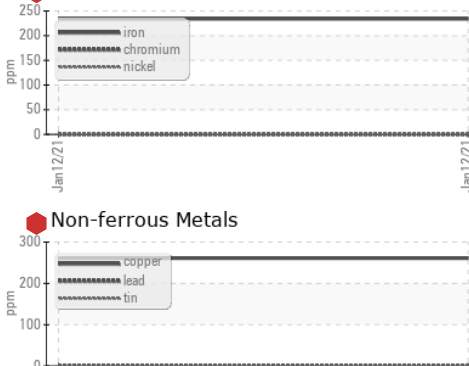 250
iron
200
chromium
150
nickel
ppm
100
50
0
Jan12/21
Jan12/21
Non-ferrous Metals
300
copper
200
lead
tin
ppm
100
0